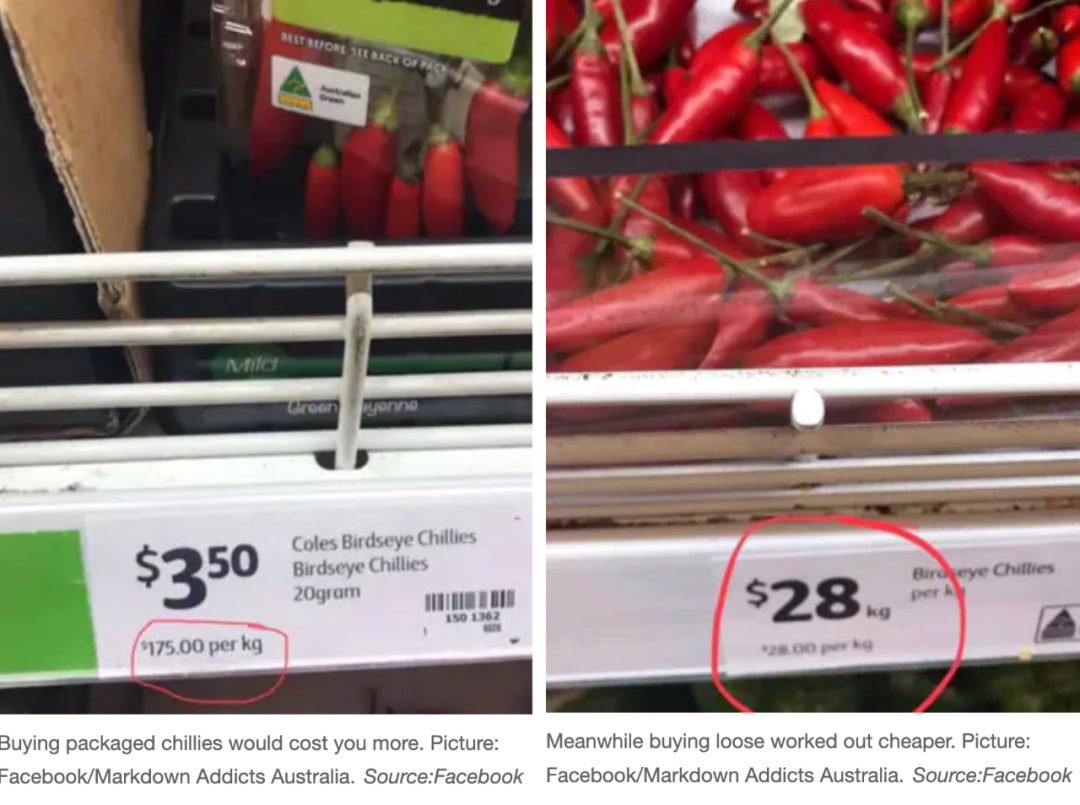 BEST BEFORE SEE BACK OF PACK
Australian
Grown
Mild
Green Cayenne
$3.50
Coles Birdseye Chillies
Birdseye Chillies
20gram
150 1362
$175.00 per kg
Buying packaged chillies would cost you more. Picture:
Facebook/Markdown Addicts Australia. Source:Facebook
$28 kg
Birdseye Chillies
per kg
$28.00 per kg
Meanwhile buying loose worked out cheaper. Picture:
Facebook/Markdown Addicts Australia. Source:Facebook